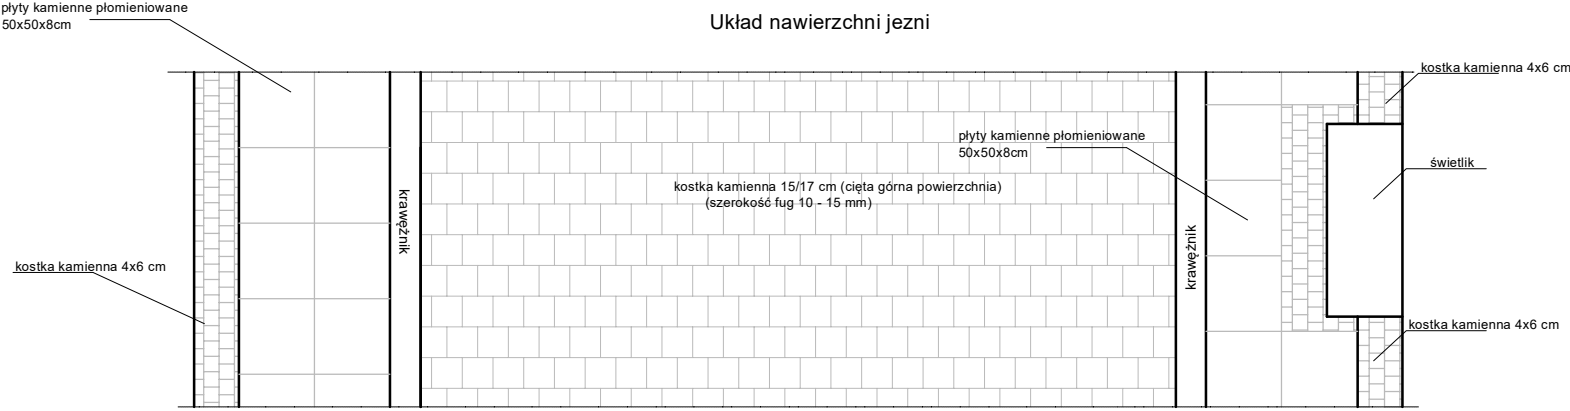 płyty kamienne płomieniowane
50x50x8cm
Układ nawierzchni jezni
kostka kamienna 4x6 cm
płyty kamienne płomieniowane
50x50x8cm
świetlik
kostka kamienna 15/17 cm (cięta górna powierzchnia)
(szerokość fug 10 - 15 mm)
krawężnik
krawężnik
kostka kamienna 4x6 cm
kostka kamienna 4x6 cm